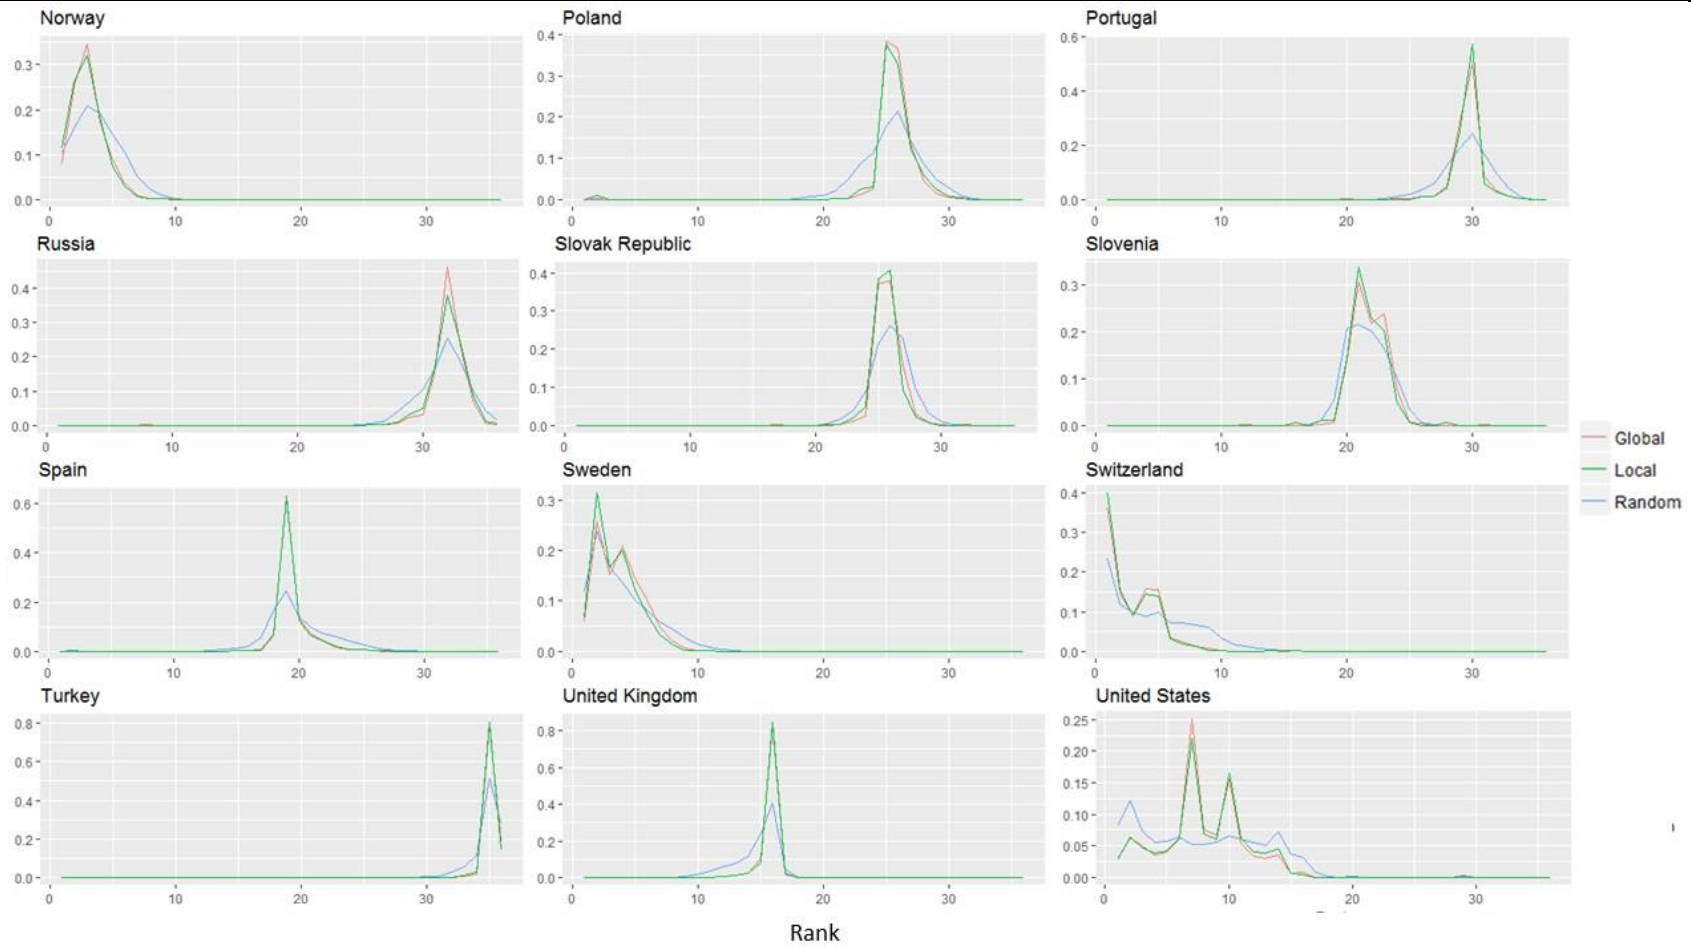 Norway Poland Portugal
0.3 0.2 0.1 0.0
0.4 0.3 0.2 0.1 0.0
0.6 0.4 0.2 0.0
0 10 20 30 0 10 20 30 0 10 20 30
Russia Slovak Republic Slovenia
0.4 0.3 0.2 0.1 0.0
0.4 0.3 0.2 0.1 0.0
0.3 0.2 0.1 0.0
0 10 20 30 0 10 20 30 0 10 20 30
Global
Local
Random
Spain Sweden Switzerland
0.6 0.4 0.2 0.0
0.3 0.2 0.1 0.0
0.4 0.3 0.2 0.1 0.0
0 10 20 30 0 10 20 30 0 10 20 30
Turkey United Kingdom United States
0.8 0.6 0.4 0.2 0.0
0.8 0.6 0.4 0.2 0.0
0.25 0.20 0.15 0.10 0.05 0.00
0 10 20 30 0 10 20 30 0 10 20 30
Rank